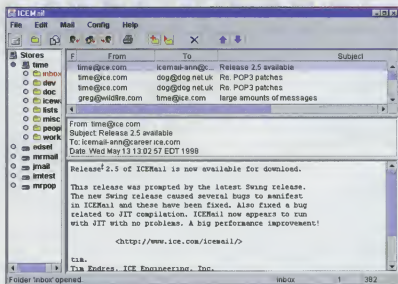 ICEMail
File Edit Mail Config Help
Stores
time
inbox
dev
doc
icewa
lists
misc
peopl
work
edsel
mrmail
jmail
imtest
mrpop
F From To Subject
time@ice.com icemail-ann@c... Release 2.5 available
time@ice.com dog@dog.net.uk Re. POP3 patches
time@ice.com dog@dog.net.uk Re. POP3 patches
greg@wildfire.com time@ice.com large amounts of messages
From time@ice.com
Subject: Release 2.5 available
To: icemail-ann@career.ice.com
Date: Wed May 13 13:02:57 EDT 1998
Release 2.5 of ICEMail is now available for download.
This release was prompted by the latest Swing release.
The new Swing release caused several bugs to manifest
in ICEMail and these have been fixed. Also fixed a bug
related to JIT compilation. ICEMail now appears to run
with JIT with no problems. A big performance improvement!
<http://www.ice.com/icemail/>
tim.
Tim Endres, ICE Engineering, Inc.
Folder 'inbox' opened. inbox 1 382